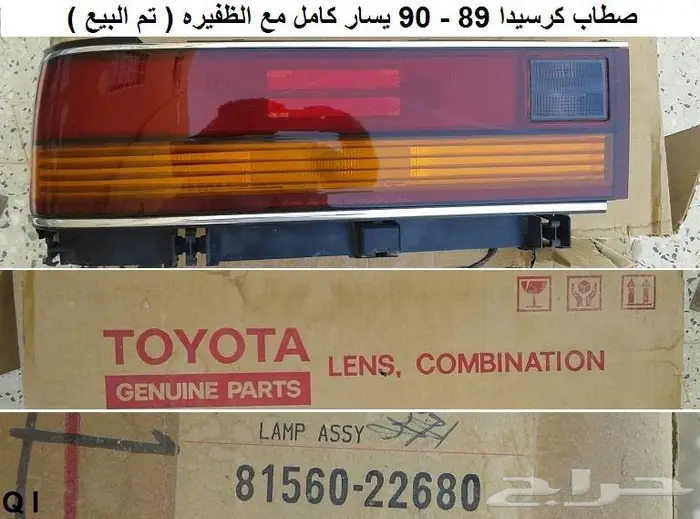 صطاب كرسيدا 89 - 90 يسار كامل مع الظفيره ( تم البيع )
TOYOTA
GENUINE PARTS
LENS, COMBINATION
LAMP ASSY
81560-22680
حراج
Q I